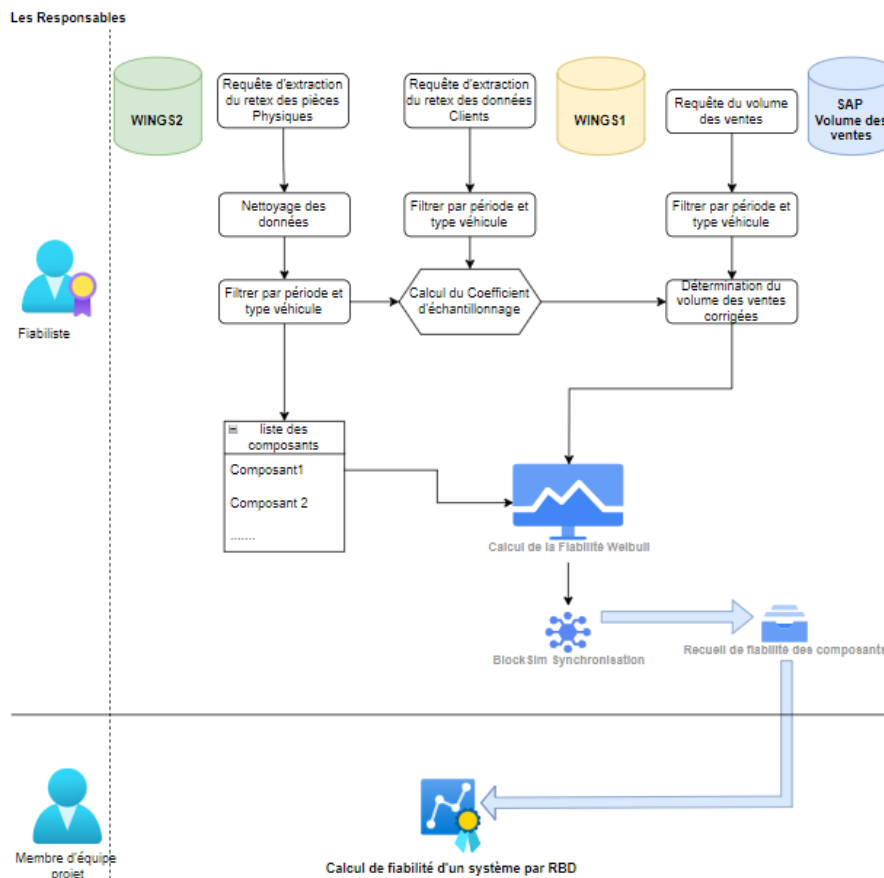 Les Responsables
WINGS2
Requête d'extraction
du retex des pièces
Physiques
Requête d'extraction
du retex des données
Clients
WINGS1
Requête du volume
des ventes
SAP
Volume des
ventes
Nettoyage des
données
Filtrer par période et
type véhicule
Filtrer par période et
type véhicule
Fiabiliste
Filtrer par période et
type véhicule
Calcul du Coefficient
d'échantillonnage
Détermination du
volume des ventes
corrigées
liste des
composants
Composant1
Composant 2
.......
Calcul de la Fiabilité Weibull
BlockSim Synchronisation
Recueil de fiabilité des composants
Membre d'équipe
projet
Calcul de fiabilité d'un système par RBD